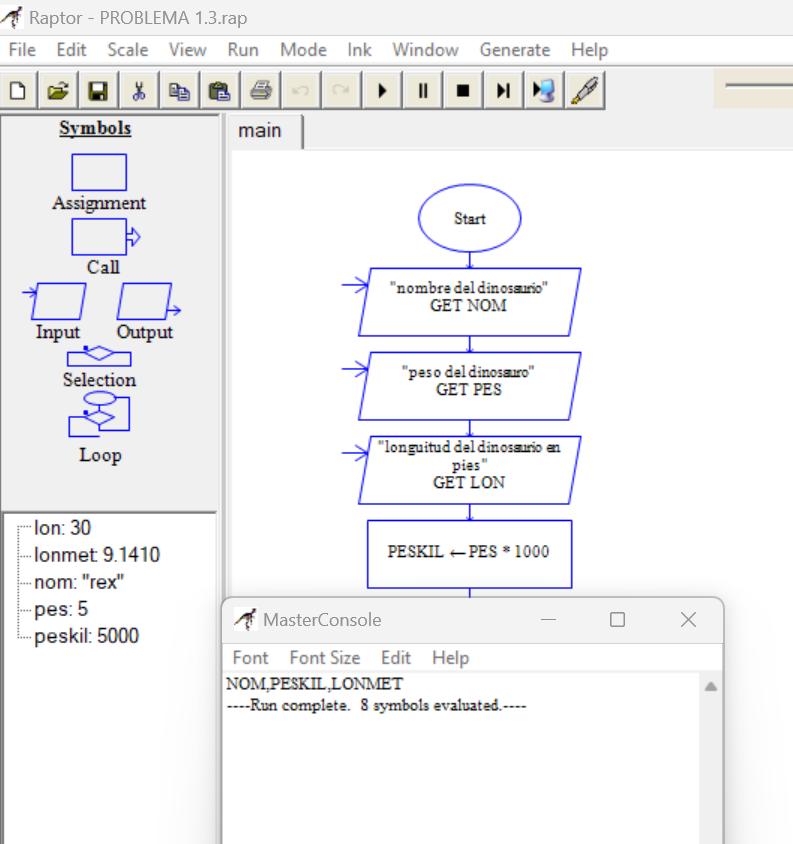 Raptor - PROBLEMA 1.3.rap
File Edit Scale View Run Mode Ink Window Generate Help
Symbols
Assignment
Call
Input Output
Selection
Loop
lon: 30
lonmet: 9.1410
nom: "rex"
pes: 5
peskil: 5000
main
Start
"nombre del dinosaurio"
GET NOM
"peso del dinosauro"
GET PES
"longuitud del dinosaurio en
pies"
GET LON
PESKIL ← PES * 1000
MasterConsole
Font Font Size Edit Help
NOM,PESKIL,LONMET
----Run complete. 8 symbols evaluated.----